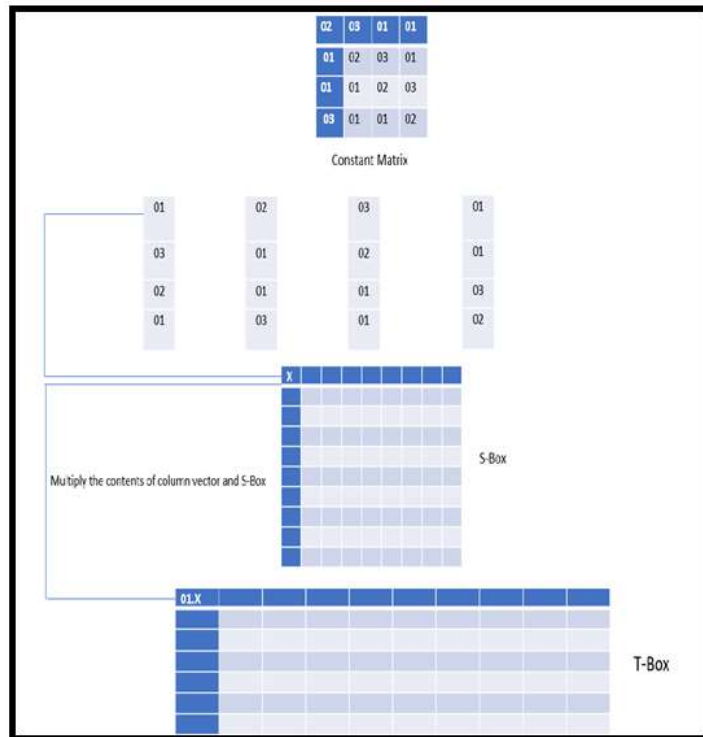 02 03 01 01
01 02 03 01
01 01 02 03
03 01 01 02
Constant Matrix
01 02 03 01
03 01 02 01
02 01 01 03
01 03 01 02
X
S-Box
Multiply the contents of column vector and S-Box
01.X
T-Box